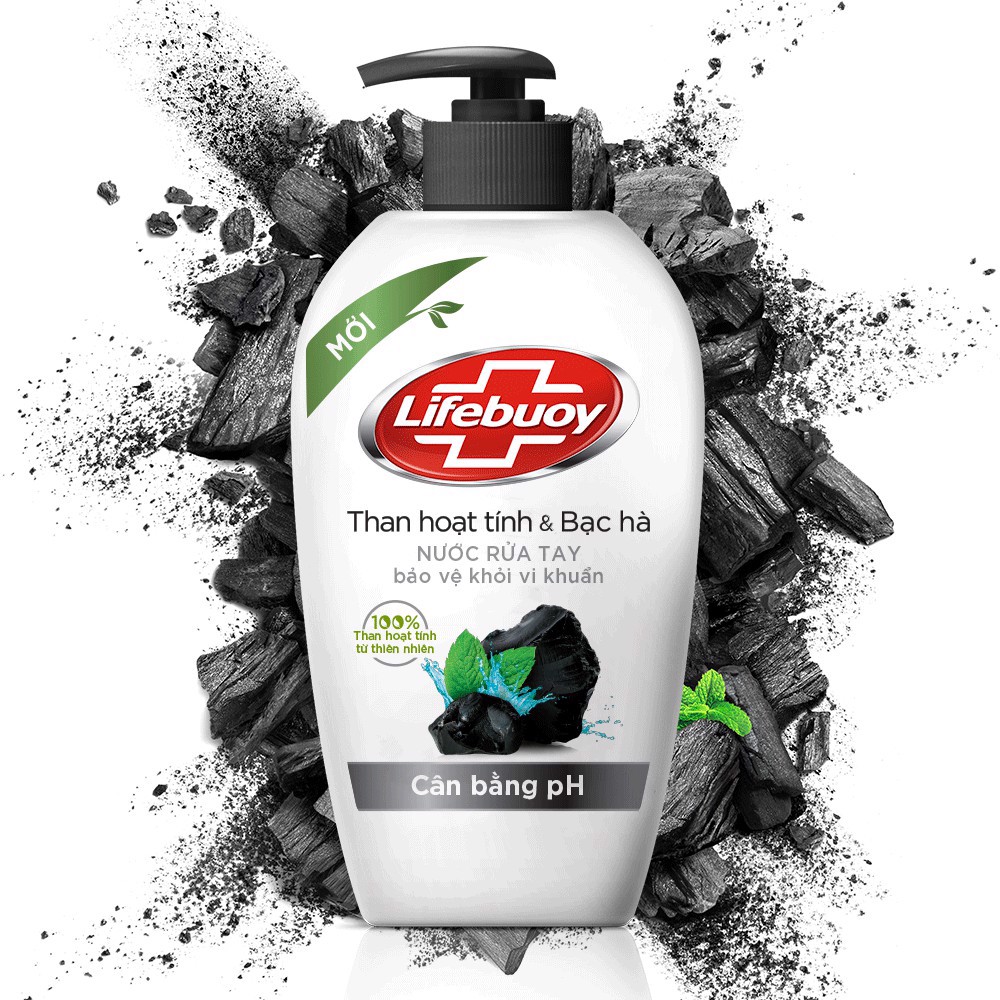 MỚI
Lifebuoy
Than hoạt tính & Bạc hà
NƯỚC RỬA TAY
bảo vệ khỏi vi khuẩn
100%
Than hoạt tính
từ thiên nhiên
Cân bằng pH